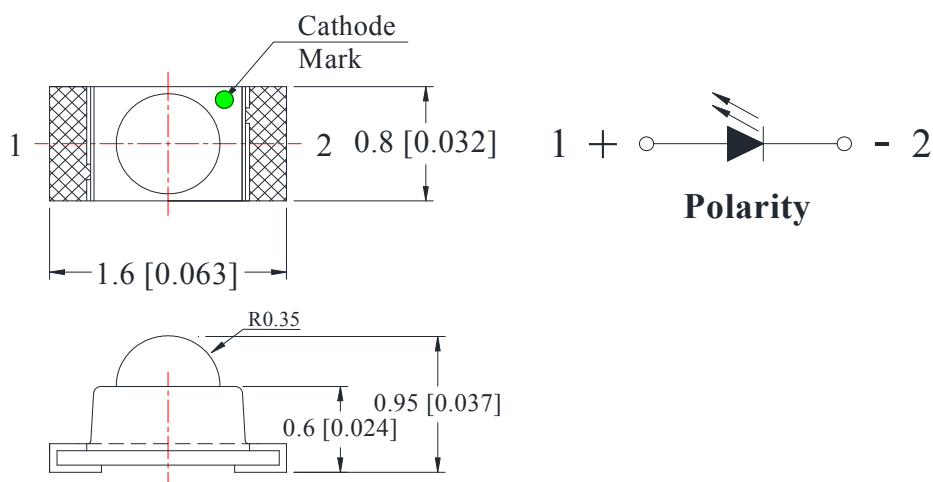 Cathode
Mark
1
2
0.8 [0.032]
1 + - 2
Polarity
1.6 [0.063]
R0.35
0.95 [0.037]
0.6 [0.024]